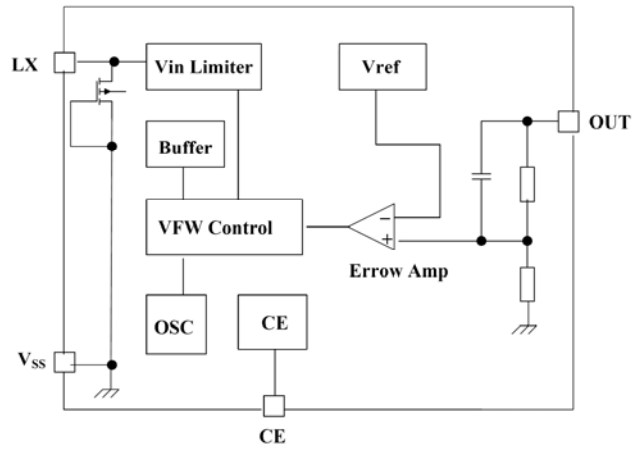 LX
Vin Limiter
Vref
OUT
Buffer
VFW Control
−
+
Errow Amp
OSC
CE
VSS
CE